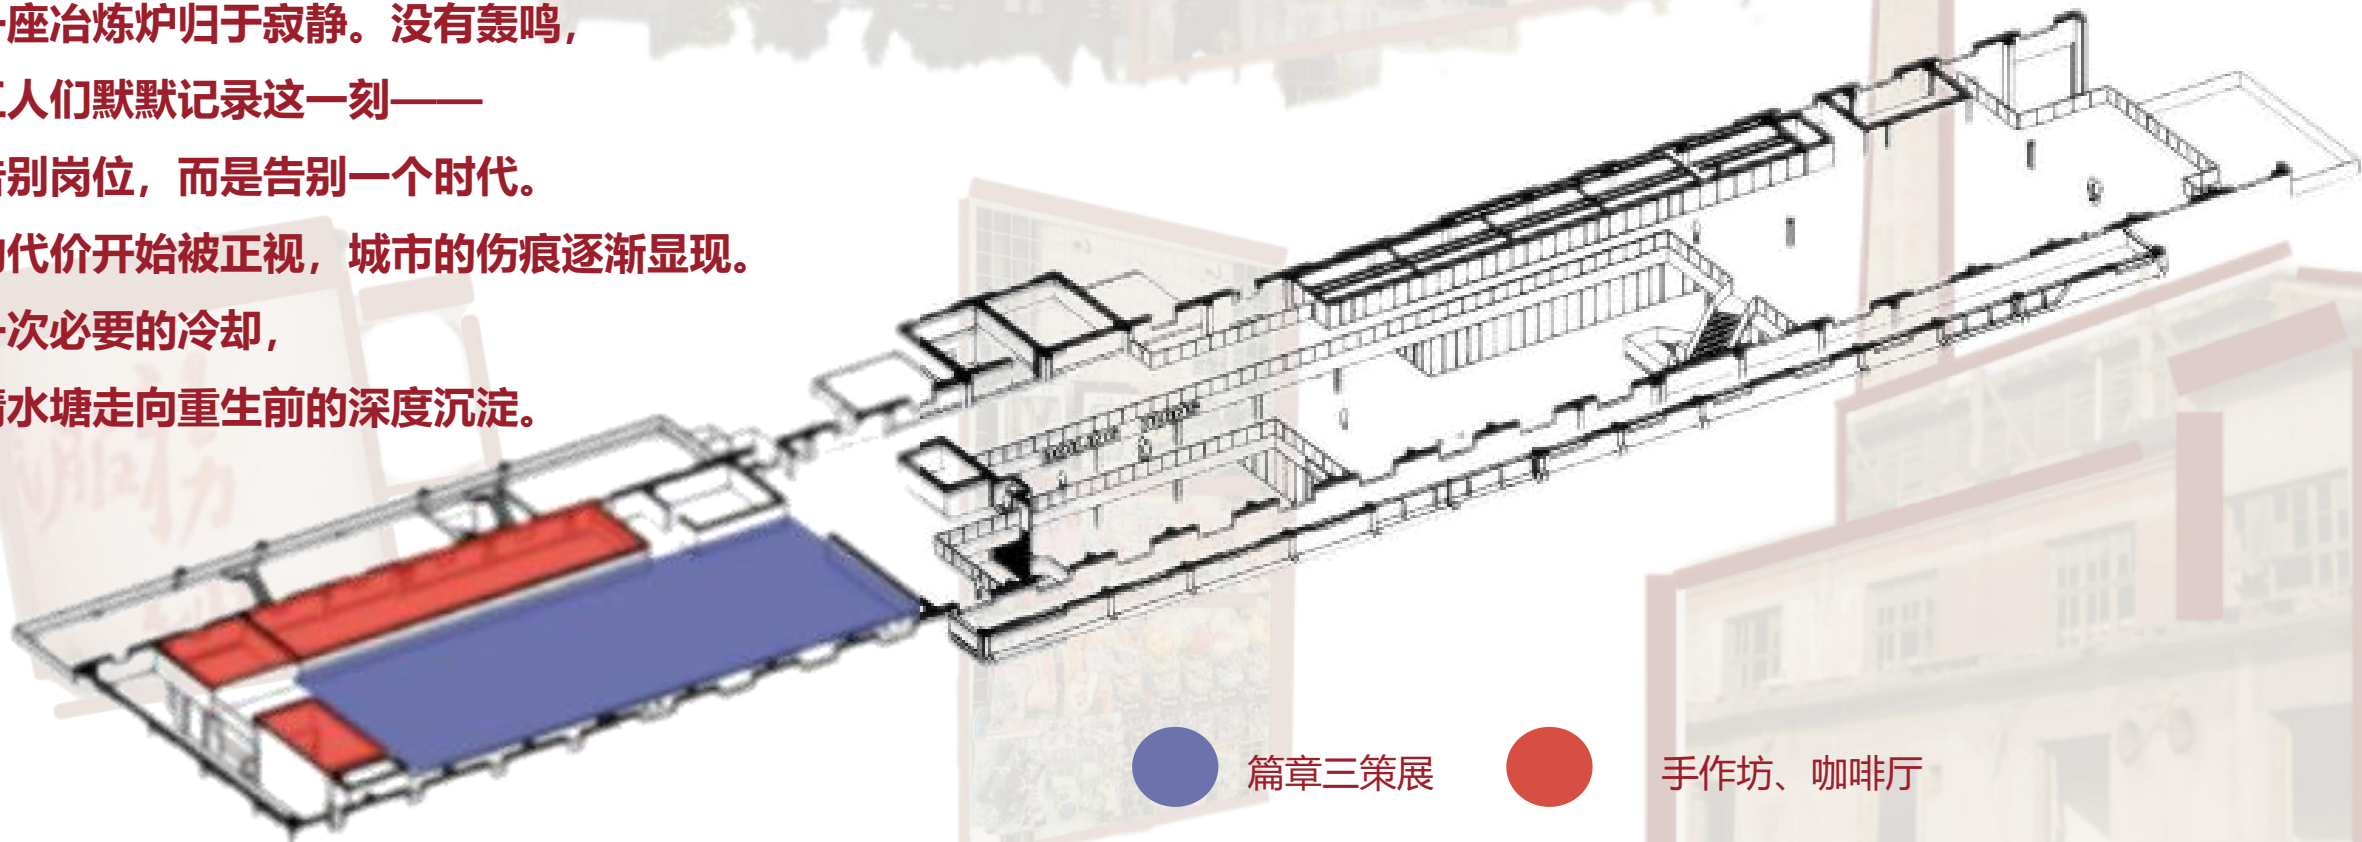 座冶炼炉归于寂静。没有轰鸣，
人们默默记录这一刻——
别岗位，而是告别一个时代。
代价开始被正视，城市的伤痕逐渐显现。
一次必要的冷却，
水塘走向重生前的深度沉淀。
篇章三策展
手作坊、咖啡厅